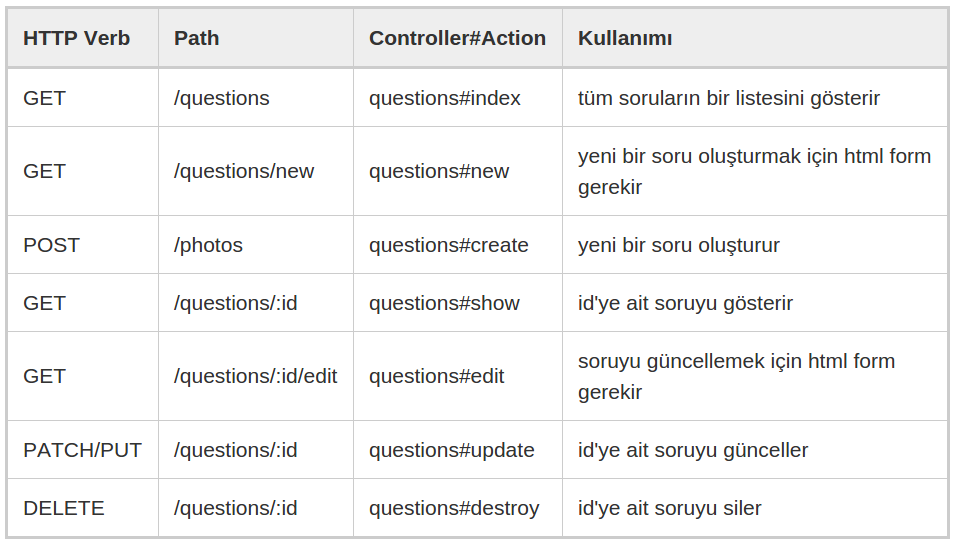 HTTP Verb Path Controller#Action Kullanımı
GET /questions questions#index tüm soruların bir listesini gösterir
GET /questions/new questions#new yeni bir soru oluşturmak için html form
gerekir
POST /photos questions#create yeni bir soru oluşturur
GET /questions/:id questions#show id'ye ait soruyu gösterir
GET /questions/:id/edit questions#edit soruyu güncellemek için html form
gerekir
PATCH/PUT /questions/:id questions#update id'ye ait soruyu günceller
DELETE /questions/:id questions#destroy id'ye ait soruyu siler